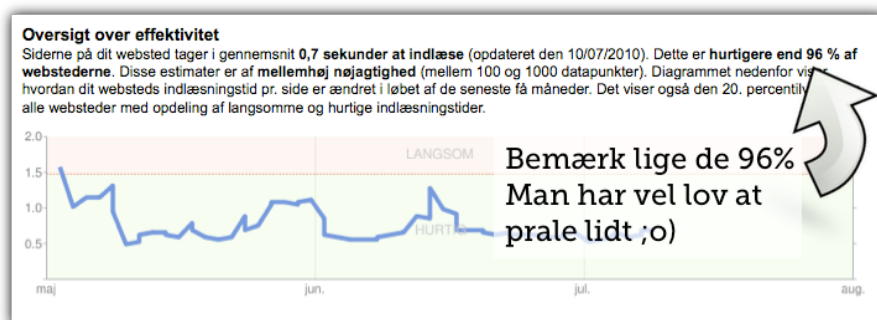 Oversigt over effektivitet
Siderne på dit websted tager i gennemsnit 0,7 sekunder at indlæse (opdateret den 10/07/2010). Dette er hurtigere end 96 % af
webstederne. Disse estimater er af mellemhøj nøjagtighed (mellem 100 og 1000 datapunkter). Diagrammet nedenfor
hvordan dit websteds indlæsningstid pr. side er ændret i løbet af de seneste få måneder. Det viser også den 20.
alle websteder med opdeling af langsomme og hurtige indlæsningstider.
2.0
LANGSOM
1.5
Bemærk lige de 96%
Man har vel lov at
prale lidt ;o)
1.0
HURTIG
0.5
maj jun. jul. aug.